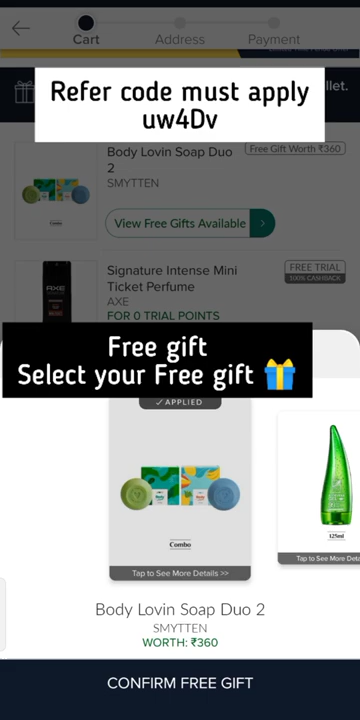 Cart
Address
Payment
llet.
Refer code must apply
uw4Dv
Body Lovin Soap Duo
2
SMYTTEN
Free Gift Worth ₹360
Combo
View Free Gifts Available >
Signature Intense Mini
Ticket Perfume
AXE
FOR 0 TRIAL POINTS
FREE TRIAL
100% CASHBACK
AXE
Free gift
Select your Free gift 🎁
✓ APPLIED
Combo
Tap to See More Details >>
125ml
Tap to See More Deta
Body Lovin Soap Duo 2
SMYTTEN
WORTH: ₹360
CONFIRM FREE GIFT